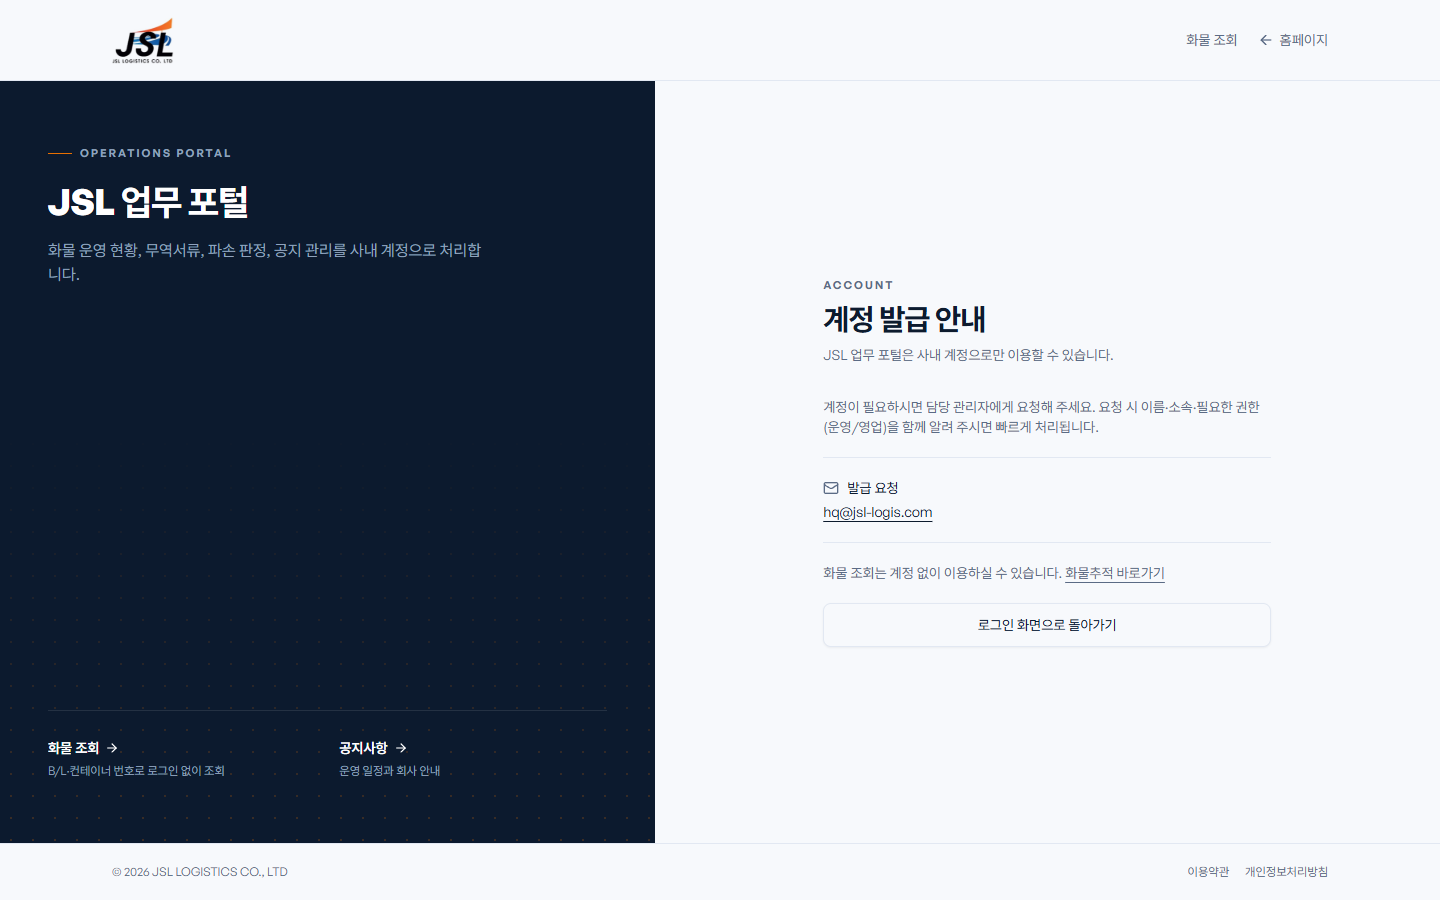 JSL
JSL LOGISTICS CO. LTD
화물 조회
홈페이지
OPERATIONS PORTAL
JSL 업무 포털
화물 운영 현황, 무역서류, 파손 판정, 공지 관리를 사내 계정으로 처리합
니다.
화물 조회
B/L·컨테이너 번호로 로그인 없이 조회
공지사항
운영 일정과 회사 안내
ACCOUNT
계정 발급 안내
JSL 업무 포털은 사내 계정으로만 이용할 수 있습니다.
계정이 필요하시면 담당 관리자에게 요청해 주세요. 요청 시 이름·소속·필요한 권한
(운영/영업)을 함께 알려 주시면 빠르게 처리됩니다.
발급 요청
hq@jsl-logis.com
화물 조회는 계정 없이 이용하실 수 있습니다. 화물추적 바로가기
로그인 화면으로 돌아가기
© 2026 JSL LOGISTICS CO., LTD
이용약관
개인정보처리방침